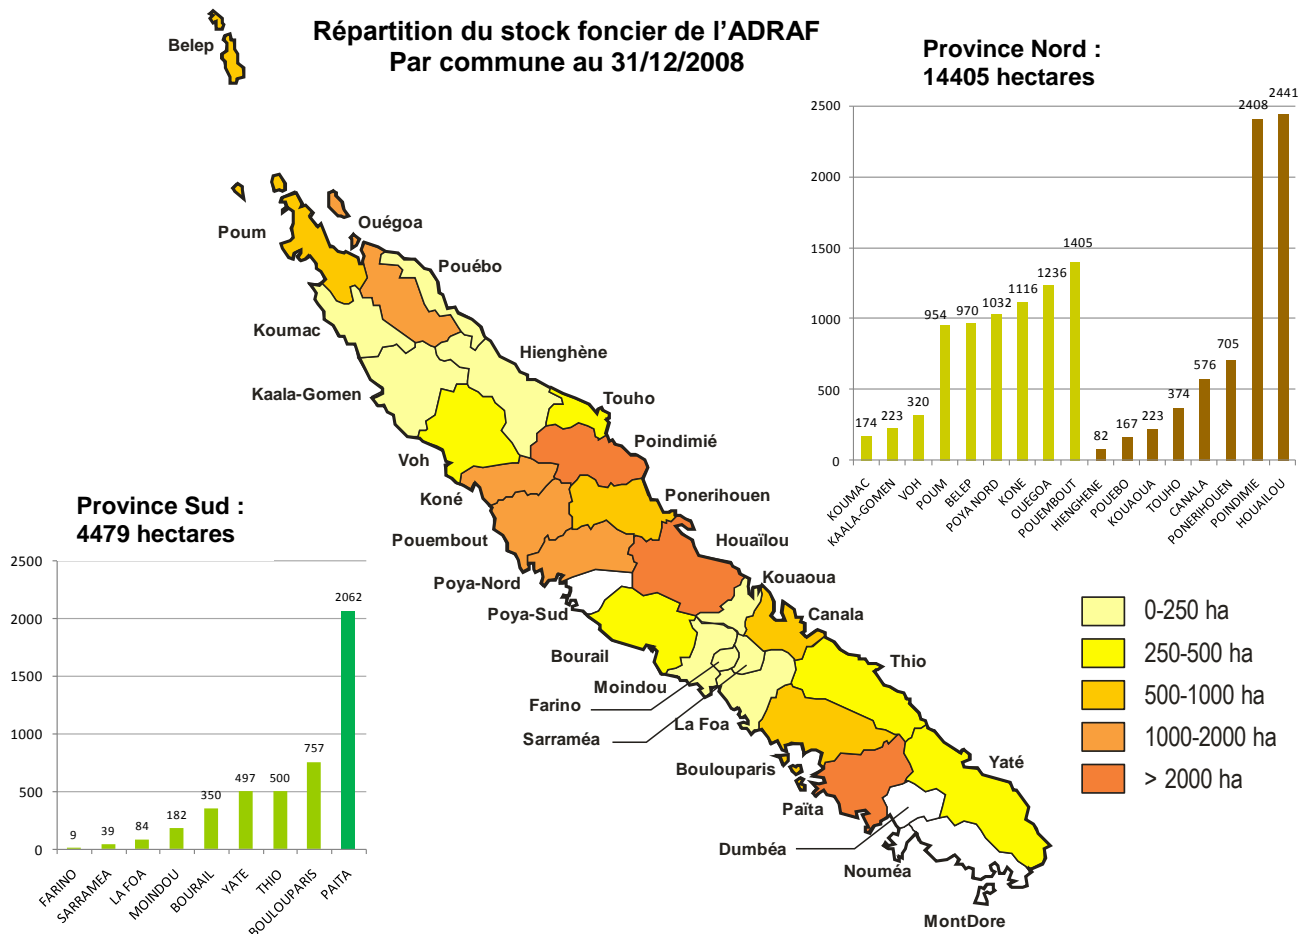 Répartition du stock foncier de l'ADRAF
Par commune au 31/12/2008
Province Nord :
14405 hectares
2500
2000
1500
1000
500
0
174
223
320
954
970
1032
1116
1236
1405
82
167
223
374
576
705
2408
2441
KOUMAC
KAALA-GOMEN
VOH
POUM
BELEP
POYA NORD
KONE
OUEGOA
POUEMBOUT
HIENGHENE
POUEBO
KOUAOUA
TOUHO
CANALA
PONERIHOUEN
POINDIMIE
HOUAILOU
Belep
Poum
Ouégoa
Pouébo
Koumac
Hienghène
Kaala-Gomen
Touho
Poindimié
Voh
Koné
Ponerihouen
Pouembout
Houaïlou
Poya-Nord
Kouaoua
Poya-Sud
Canala
Bourail
Thio
Moindou
Farino
Sarraméa
La Foa
Boulouparis
Yaté
Païta
Dumbéa
Nouméa
MontDore
Province Sud :
4479 hectares
2500
2000
1500
1000
500
0
9
39
84
182
350
497
500
757
2062
FARINO
SARRAMEA
LA FOA
MOINDOU
BOURAIL
YATE
THIO
BOULOUPARIS
PAITA
0-250 ha
250-500 ha
500-1000 ha
1000-2000 ha
> 2000 ha